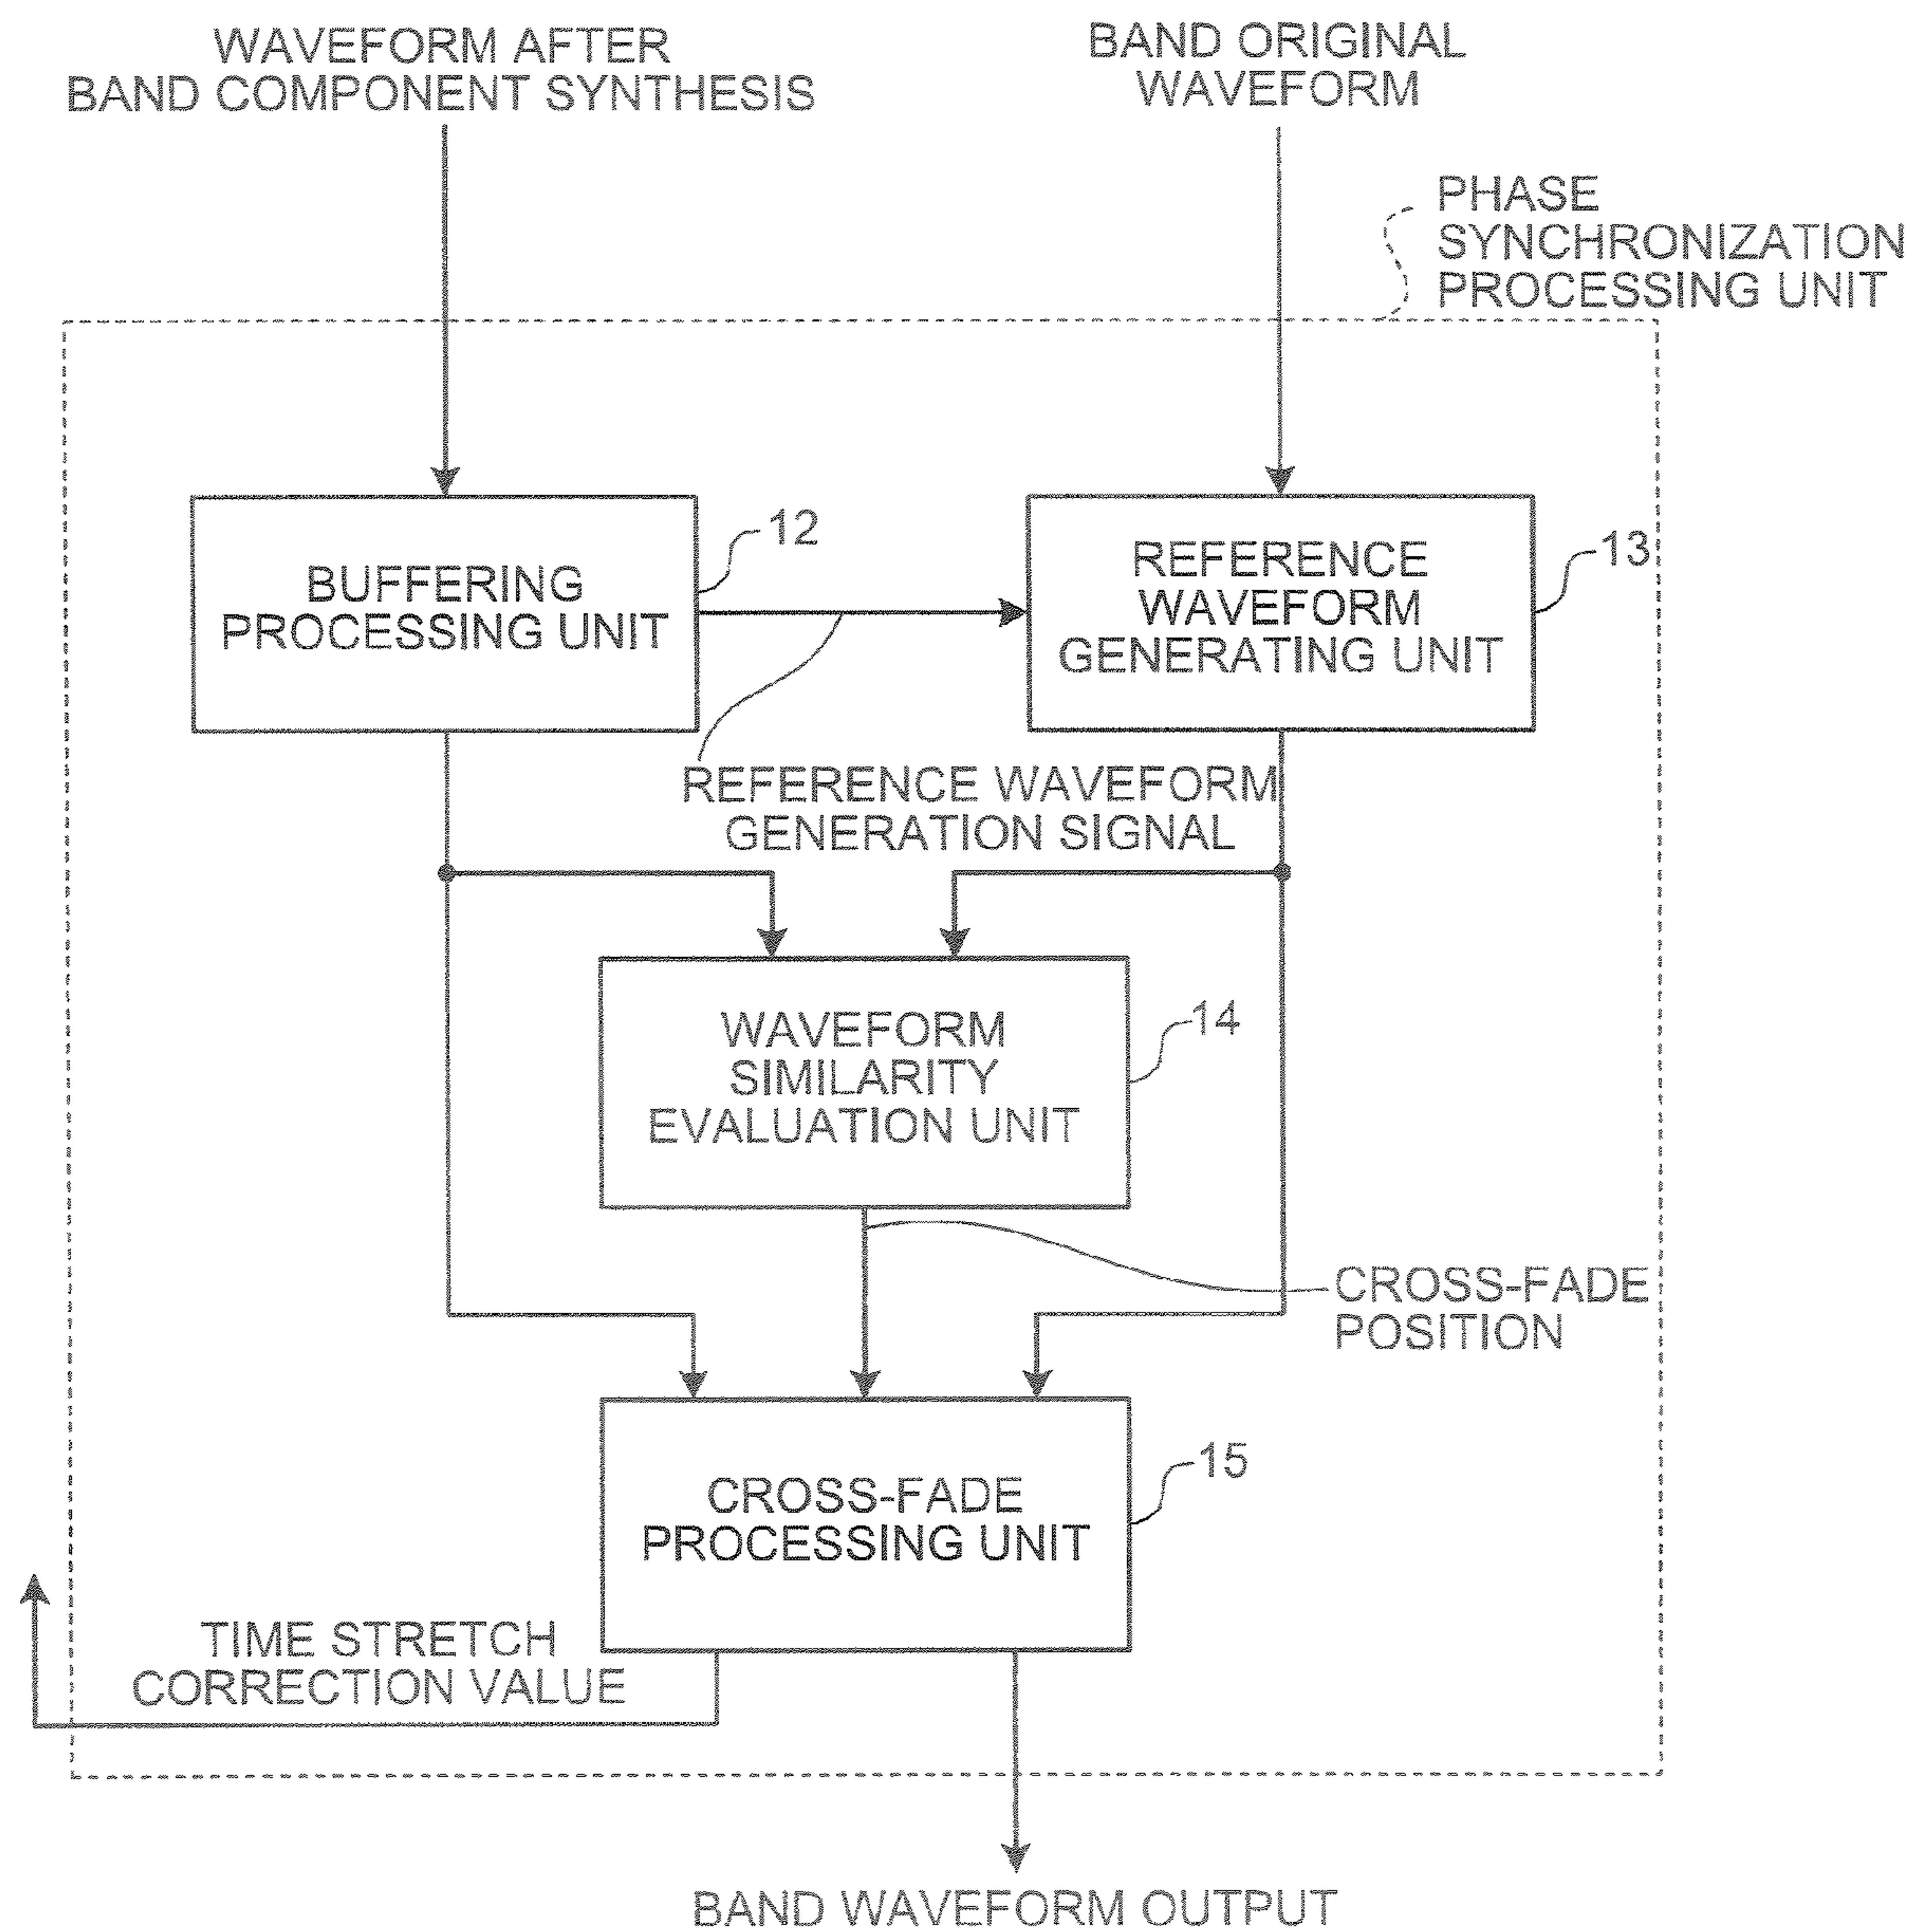 WAVEFORM AFTER
BAND COMPONENT SYNTHESIS
BAND ORIGINAL
WAVEFORM
PHASE
SYNCHRONIZATION
PROCESSING UNIT
BUFFERING
PROCESSING UNIT
12
REFERENCE
WAVEFORM
GENERATING UNIT
13
REFERENCE WAVEFORM
GENERATION SIGNAL
WAVEFORM
SIMILARITY
EVALUATION UNIT
14
CROSS-FADE
POSITION
CROSS-FADE
PROCESSING UNIT
15
TIME STRETCH
CORRECTION VALUE
BAND WAVEFORM OUTPUT